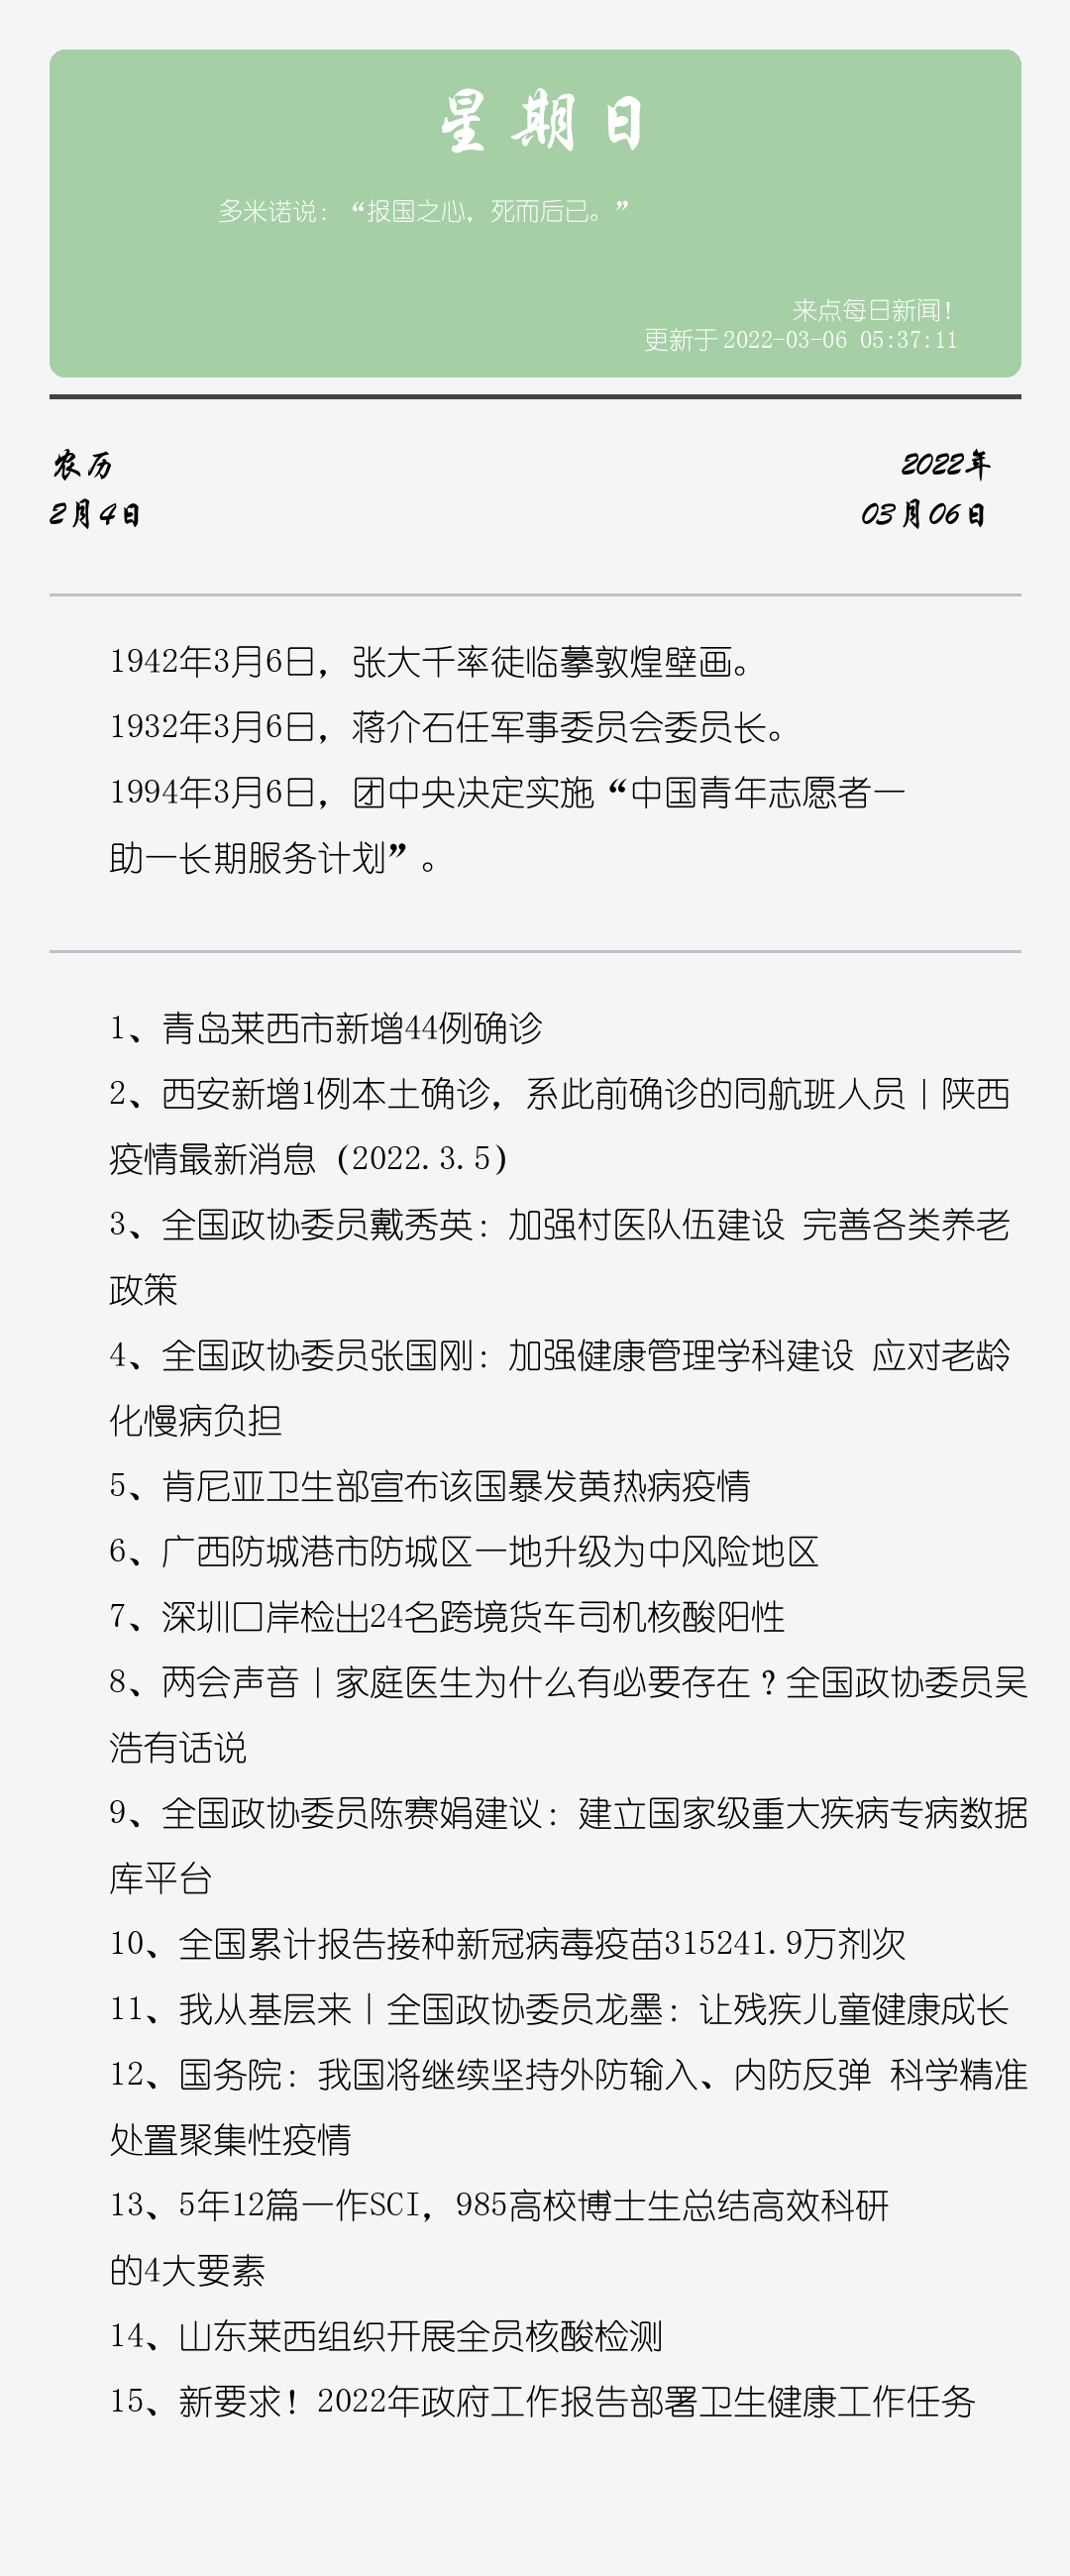 星期日
多米诺说：“报国之心，死而后已。”
来点每日新闻！
更新于2022-03-06 05:37:11
农历
2022年
2月4日
03月06日
1942年3月6日，张大千率徒临摹敦煌壁画。
1932年3月6日，蒋介石任军事委员会委员长。
1994年3月6日，团中央决定实施“中国青年志愿者一
助一长期服务计划”。
1、青岛莱西市新增44例确诊
2、西安新增1例本土确诊，系此前确诊的同航班人员丨陕西
疫情最新消息（2022.3.5）
3、全国政协委员戴秀英：加强村医队伍建设 完善各类养老
政策
4、全国政协委员张国刚：加强健康管理学科建设 应对老龄
化慢病负担
5、肯尼亚卫生部宣布该国暴发黄热病疫情
6、广西防城港市防城区一地升级为中风险地区
7、深圳口岸检出24名跨境货车司机核酸阳性
8、两会声音丨家庭医生为什么有必要存在？全国政协委员吴
浩有话说
9、全国政协委员陈赛娟建议：建立国家级重大疾病专病数据
库平台
10、全国累计报告接种新冠病毒疫苗315241.9万剂次
11、我从基层来丨全国政协委员龙墨：让残疾儿童健康成长
12、国务院：我国将继续坚持外防输入、内防反弹 科学精准
处置聚集性疫情
13、5年12篇一作SCI，985高校博士生总结高效科研
的4大要素
14、山东莱西组织开展全员核酸检测
15、新要求！2022年政府工作报告部署卫生健康工作任务